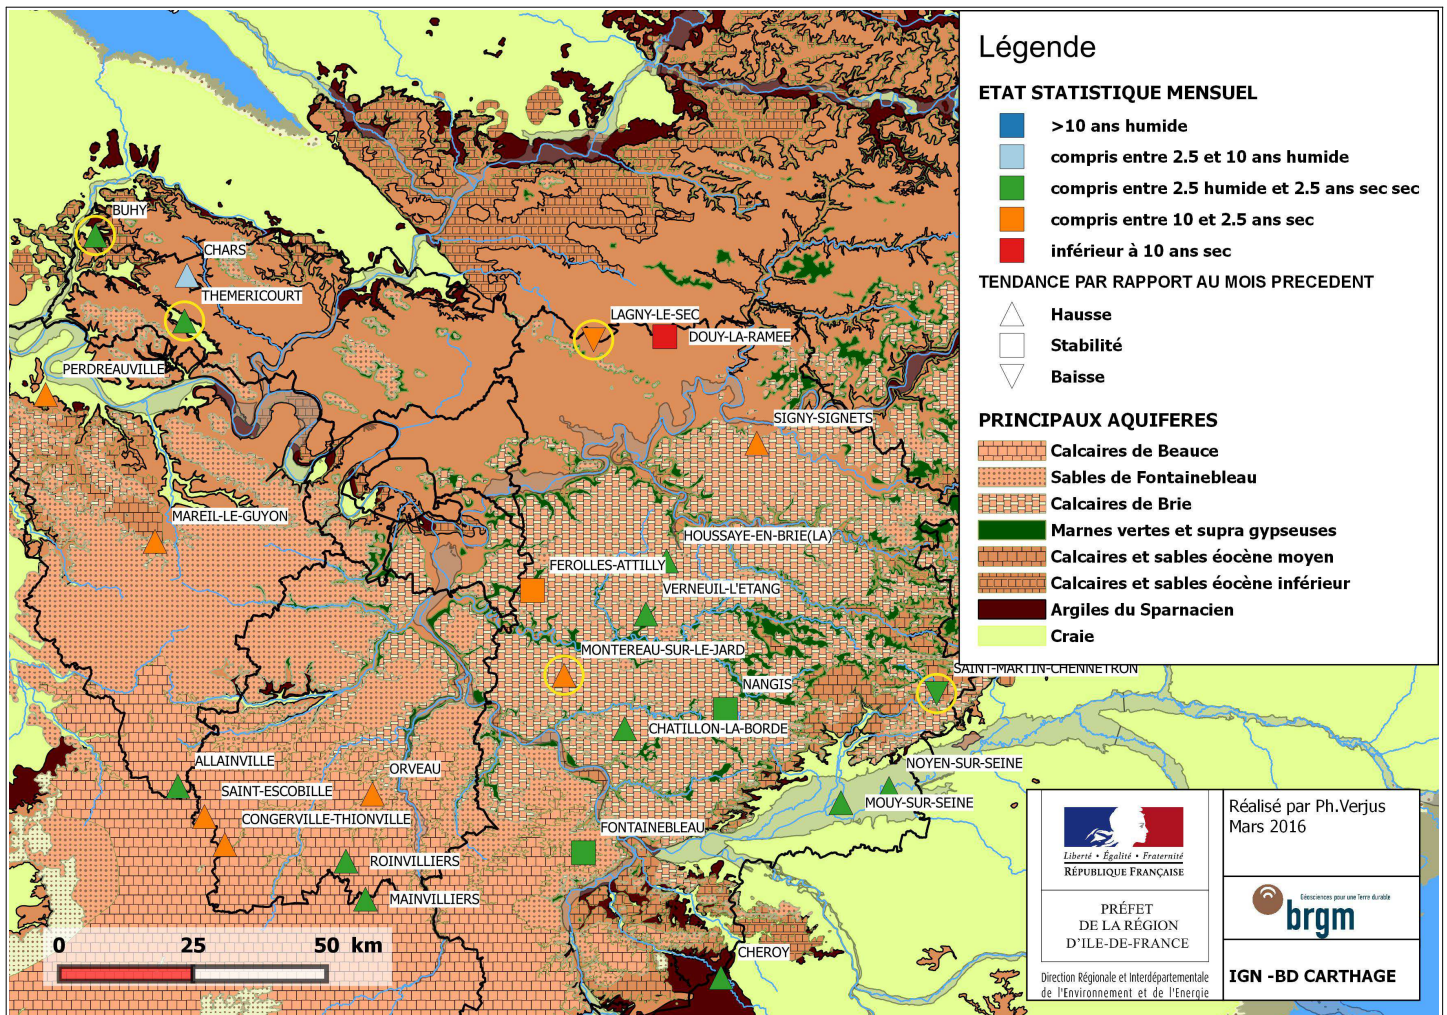 Légende
ETAT STATISTIQUE MENSUEL
>10 ans humide
compris entre 2.5 et 10 ans humide
compris entre 2.5 humide et 2.5 ans sec sec
compris entre 10 et 2.5 ans sec
inférieur à 10 ans sec
TENDANCE PAR RAPPORT AU MOIS PRECEDENT
Hausse
Stabilité
Baisse
PRINCIPAUX AQUIFERES
Calcaires de Beauce
Sables de Fontainebleau
Calcaires de Brie
Marnes vertes et supra gypseuses
Calcaires et sables éocène moyen
Calcaires et sables éocène inférieur
Argiles du Sparnacien
Craie
BUHY
CHARS
THEMERICOURT
LAGNY-LE-SEC
DOUY-LA-RAMEE
PERDREAUVILLE
SIGNY-SIGNETS
MAREIL-LE-GUYON
HOUSSAYE-EN-BRIE(LA)
FEROLLES-ATTILLY
VERNEUIL-L'ETANG
MONTEREAU-SUR-LE-JARD
SAINT-MARTIN-CHENNETRON
NANGIS
CHATILLON-LA-BORDE
ALLAINVILLE
ORVEAU
NOYEN-SUR-SEINE
SAINT-ESCOBILLE
MOUY-SUR-SEINE
CONGERVILLE-THIONVILLE
FONTAINEBLEAU
ROINVILLIERS
MAINVILLIERS
CHEROY
0 25 50 km
Liberté • Égalité • Fraternité
RÉPUBLIQUE FRANÇAISE
PRÉFET
DE LA RÉGION
D'ILE-DE-FRANCE
Direction Régionale et Interdépartementale
de l'Environnement et de l'Energie
Réalisé par Ph.Verjus
Mars 2016
Géosciences pour une Terre durable
brgm
IGN -BD CARTHAGE